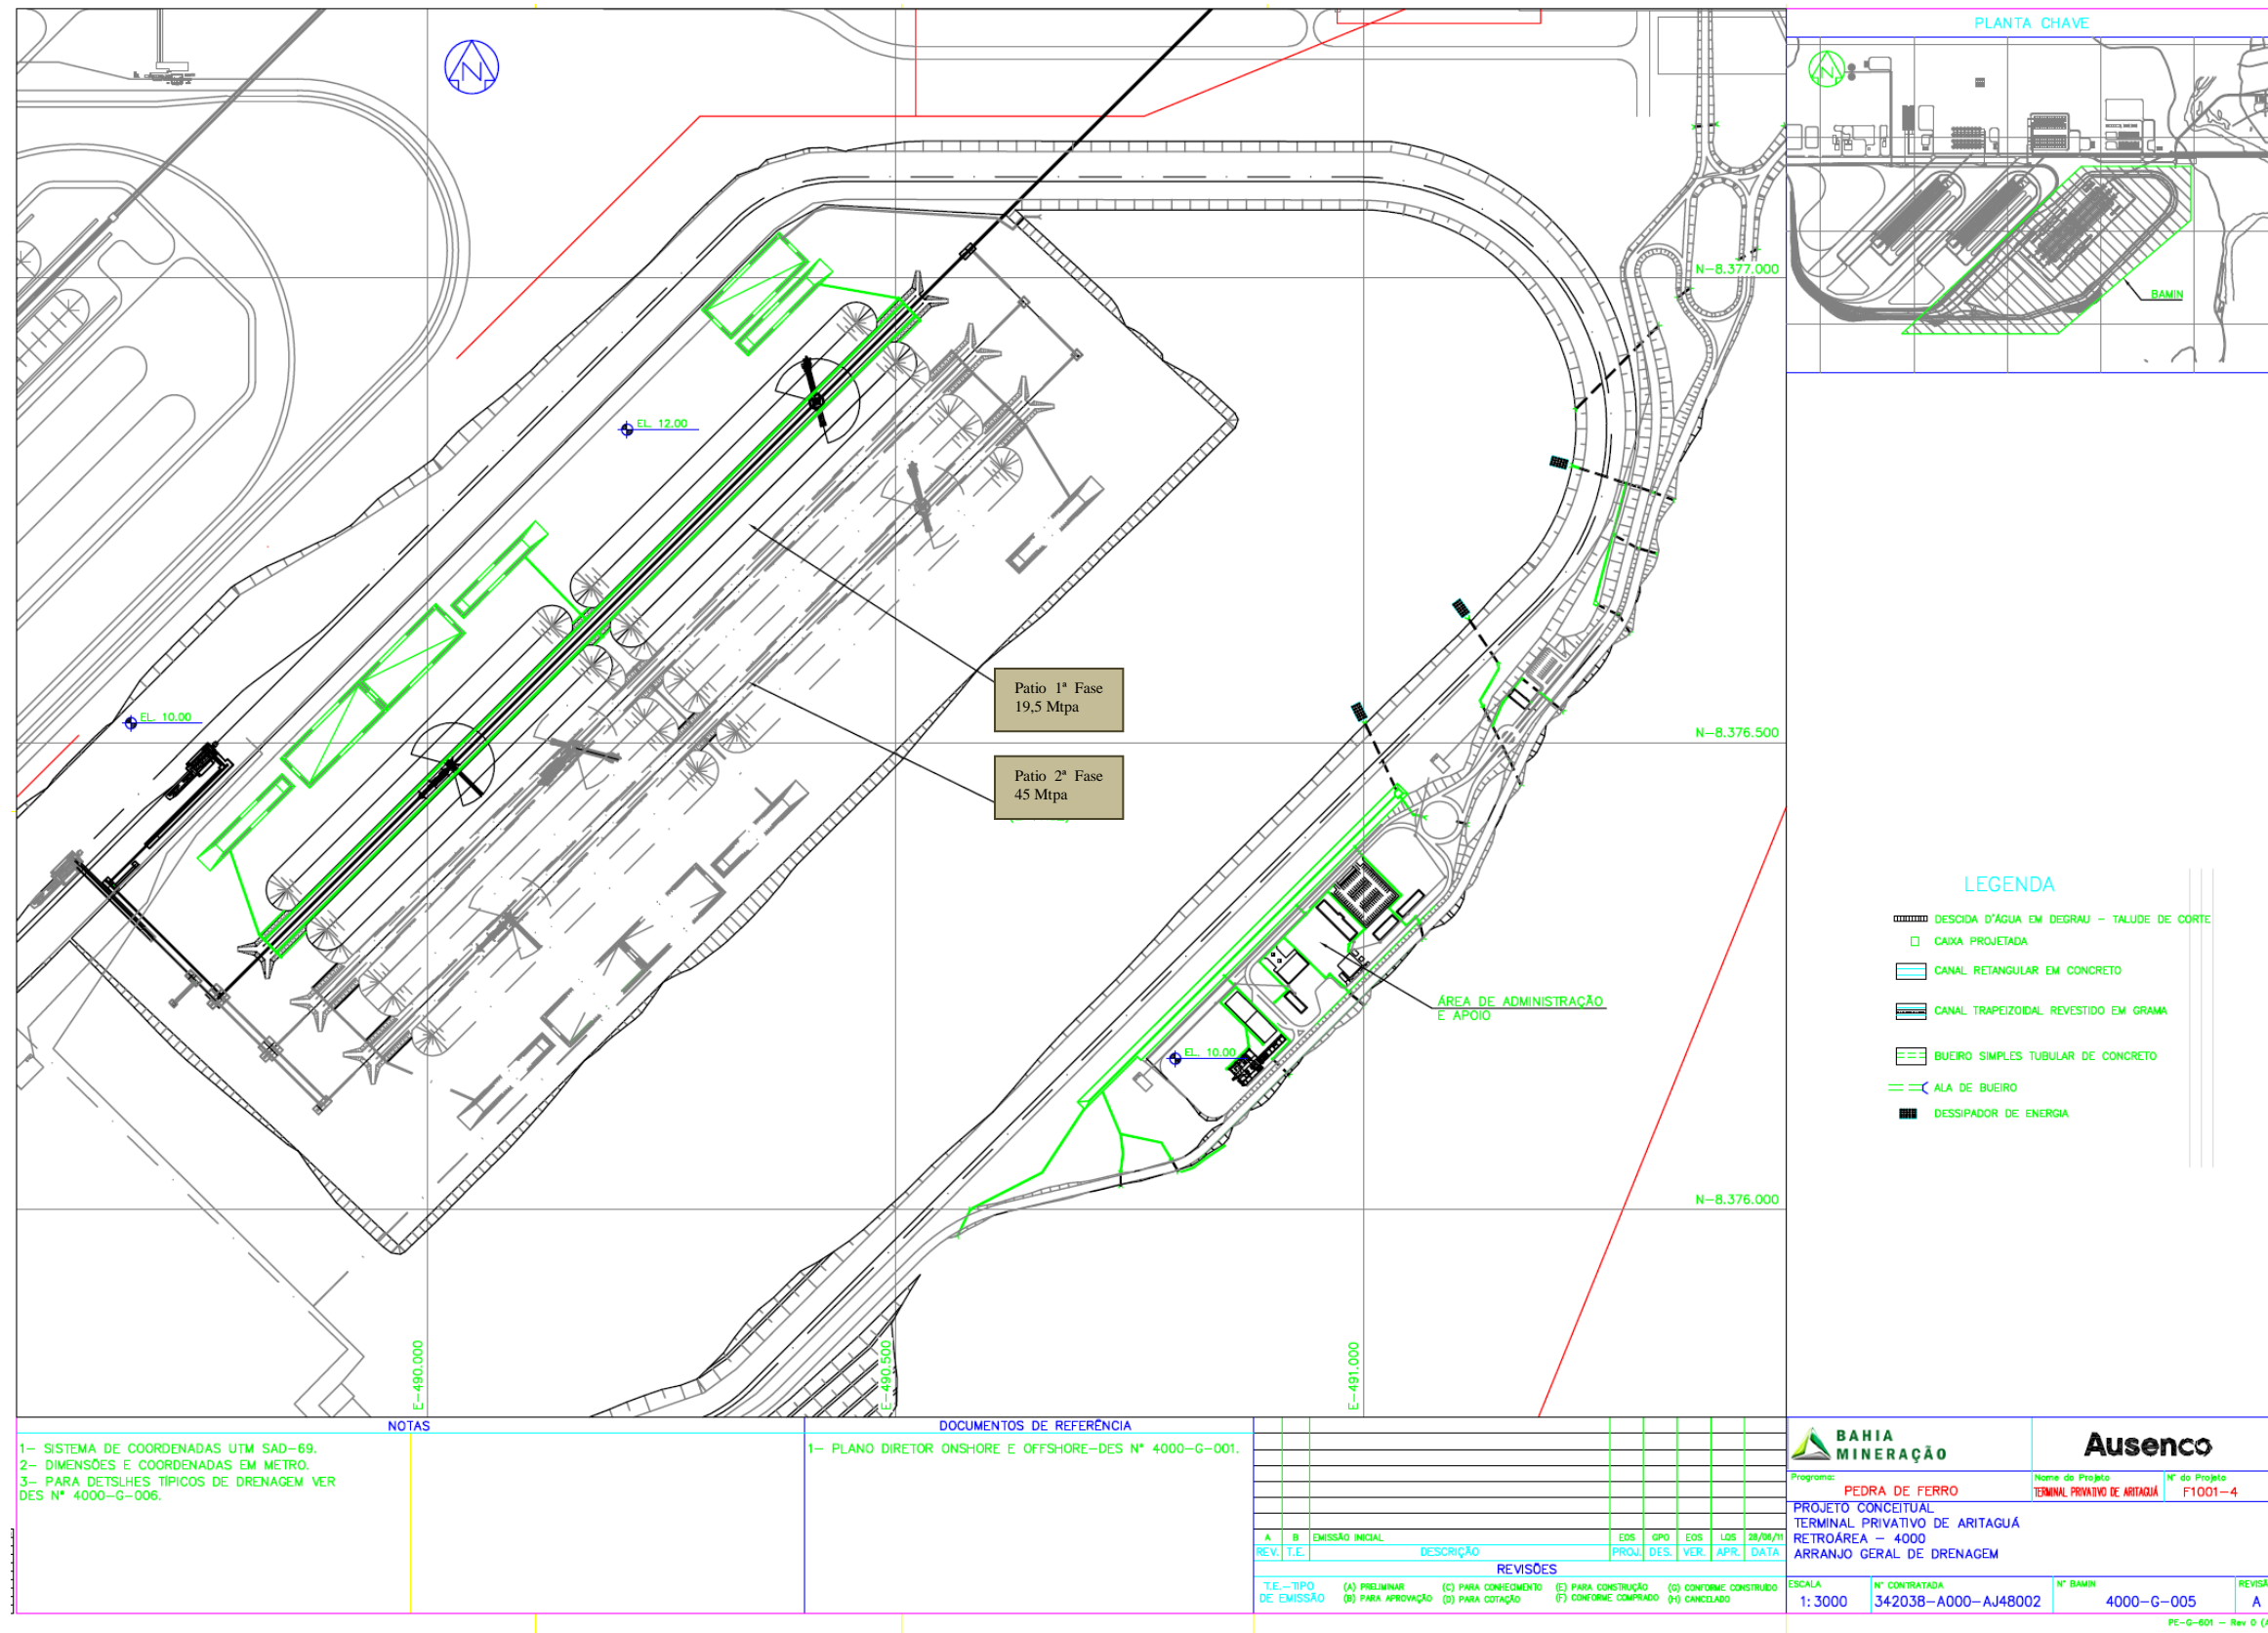 PLANTA CHAVE
N
N
BAMIN
N-8.377.000
EL. 12.00
Patio 1ª Fase
19,5 Mtpa
EL. 10.00
N-8.376.500
Patio 2ª Fase
45 Mtpa
LEGENDA
DESCIDA D'ÁGUA EM DEGRAU - TALUDE DE CORTE
CAIXA PROJETADA
CANAL RETANGULAR EM CONCRETO
CANAL TRAPEIZOIDAL REVESTIDO EM GRAMA
BUEIRO SIMPLES TUBULAR DE CONCRETO
ALA DE BUEIRO
DESSIPADOR DE ENERGIA
ÁREA DE ADMINISTRAÇÃO
E APOIO
EL. 10.00
N-8.376.000
E-490.000
E-490.500
E-491.000
NOTAS
1- SISTEMA DE COORDENADAS UTM SAD-69.
2- DIMENSÕES E COORDENADAS EM METRO.
3- PARA DETSLHES TÍPICOS DE DRENAGEM VER
DES Nº 4000-G-006.
DOCUMENTOS DE REFERÊNCIA
1- PLANO DIRETOR ONSHORE E OFFSHORE-DES Nº 4000-G-001.
A B EMISSÃO INICIAL EOS GPO EOS LQS 28/06/11
REV. T.E. DESCRIÇÃO PROJ. DES. VER. APR. DATA
REVISÕES
T.E.-TIPO
DE EMISSÃO
(A) PRELIMINAR (C) PARA CONHECIMENTO (E) PARA CONSTRUÇÃO (G) CONFORME CONSTRUÍDO
(B) PARA APROVAÇÃO (D) PARA COTAÇÃO (F) CONFORME COMPRADO (H) CANCELADO
BAHIA
MINERAÇÃO
Ausenco
Programa:
PEDRA DE FERRO
Nome do Projeto
TERMINAL PRIVATIVO DE ARITAGUÁ
Nº do Projeto
F1001-4
PROJETO CONCEITUAL
TERMINAL PRIVATIVO DE ARITAGUÁ
RETROÁREA - 4000
ARRANJO GERAL DE DRENAGEM
ESCALA
1:3000
Nº CONTRATADA
342038-A000-AJ48002
Nº BAMIN
4000-G-005
REVISÃ
A
PE-G-601 - Rev 0